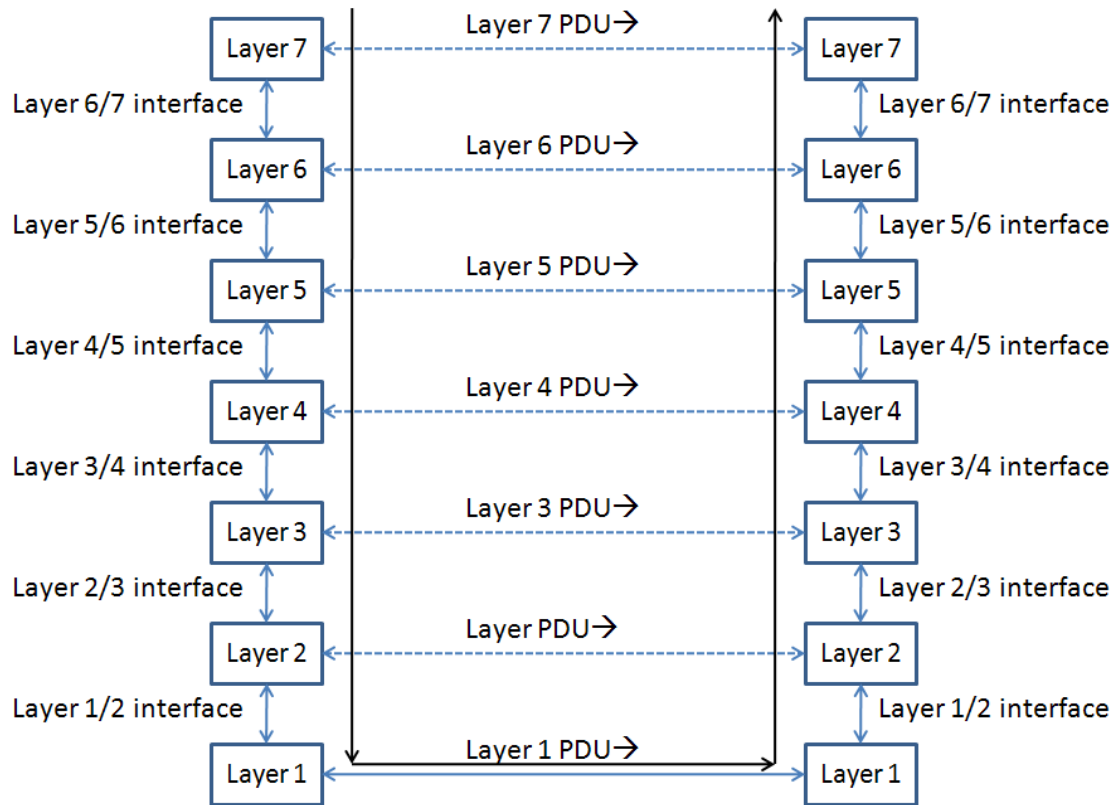 Layer 7 PDU→
Layer 7
Layer 7
Layer 6/7 interface
Layer 6/7 interface
Layer 6 PDU→
Layer 6
Layer 6
Layer 5/6 interface
Layer 5/6 interface
Layer 5 PDU→
Layer 5
Layer 5
Layer 4/5 interface
Layer 4/5 interface
Layer 4 PDU→
Layer 4
Layer 4
Layer 3/4 interface
Layer 3/4 interface
Layer 3 PDU→
Layer 3
Layer 3
Layer 2/3 interface
Layer 2/3 interface
Layer PDU→
Layer 2
Layer 2
Layer 1/2 interface
Layer 1/2 interface
Layer 1 PDU→
Layer 1
Layer 1